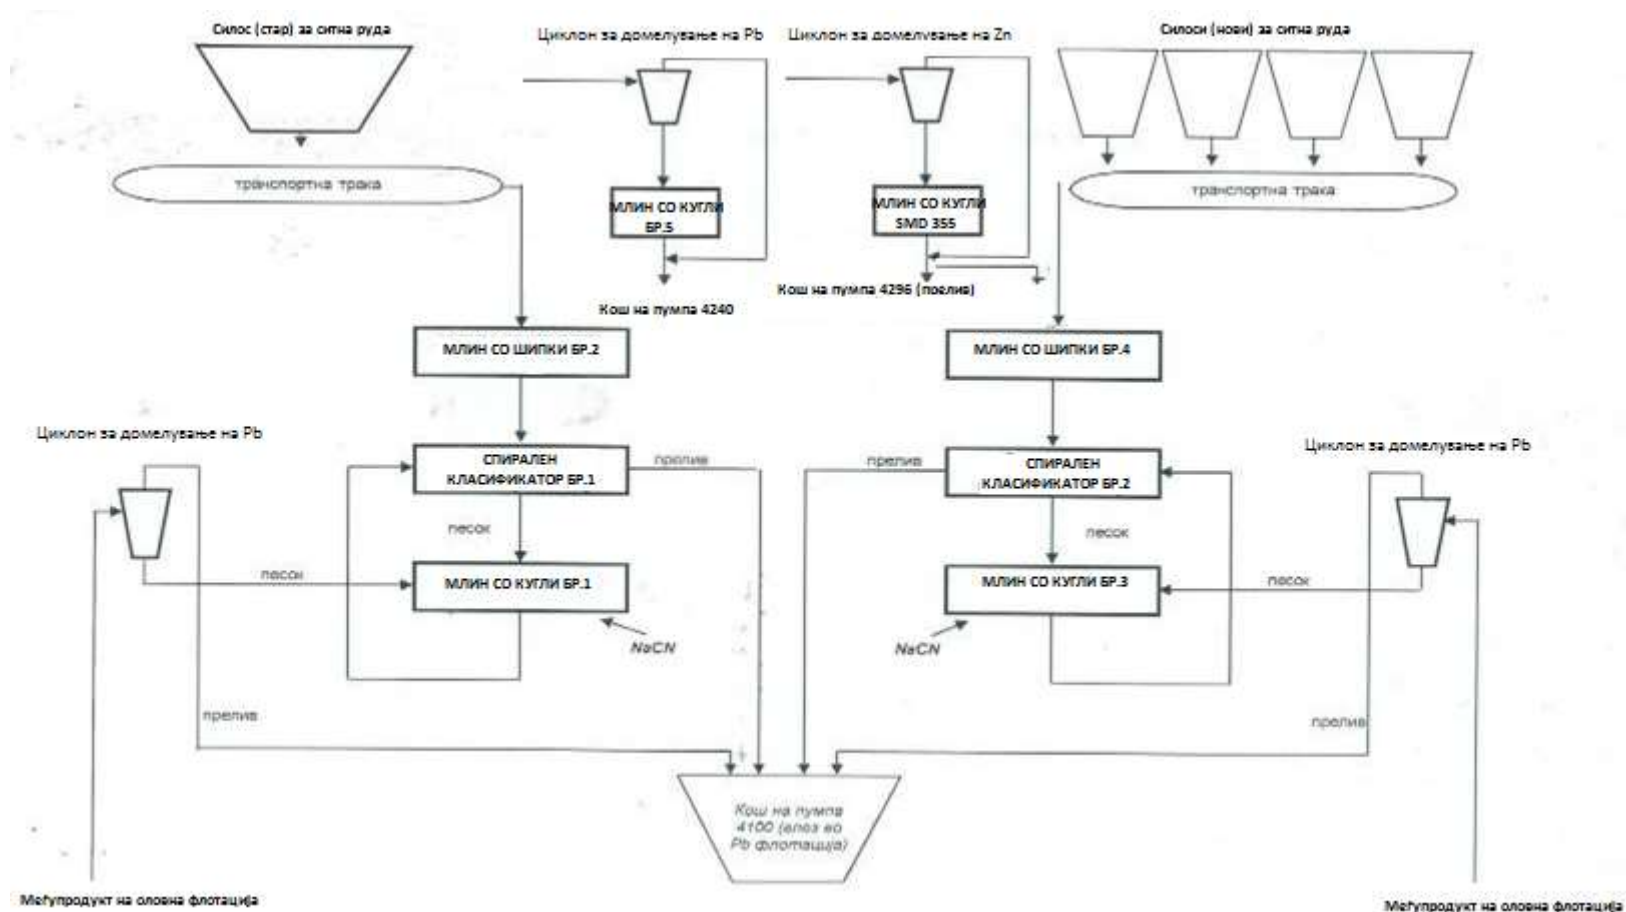 Силос (стар) за ситна руда
Циклон за домелување на Pb
Циклон за домелување на Zn
Силоси (нови) за ситна руда
транспортна трака
МЛИН СО КУГЛИ
БР.5
МЛИН СО КУГЛИ
SMD 355
транспортна трака
Кош на пумпа 4240
Кош на пумпа 4296 (поелив)
МЛИН СО ШИПКИ БР.2
МЛИН СО ШИПКИ БР.4
Циклон за домелување на Pb
Циклон за домелување на Pb
СПИРАЛЕН
КЛАСИФИКАТОР БР.1
прелив
прелив
СПИРАЛЕН
КЛАСИФИКАТОР БР.2
песок
песок
песок
МЛИН СО КУГЛИ БР.1
МЛИН СО КУГЛИ БР.3
песок
NaCN
NaCN
прелив
прелив
Кош на пумпа
4100 (влез во
Pb флотација)
Меѓупродукт на оловна флотација
Меѓупродукт на оловна флотација